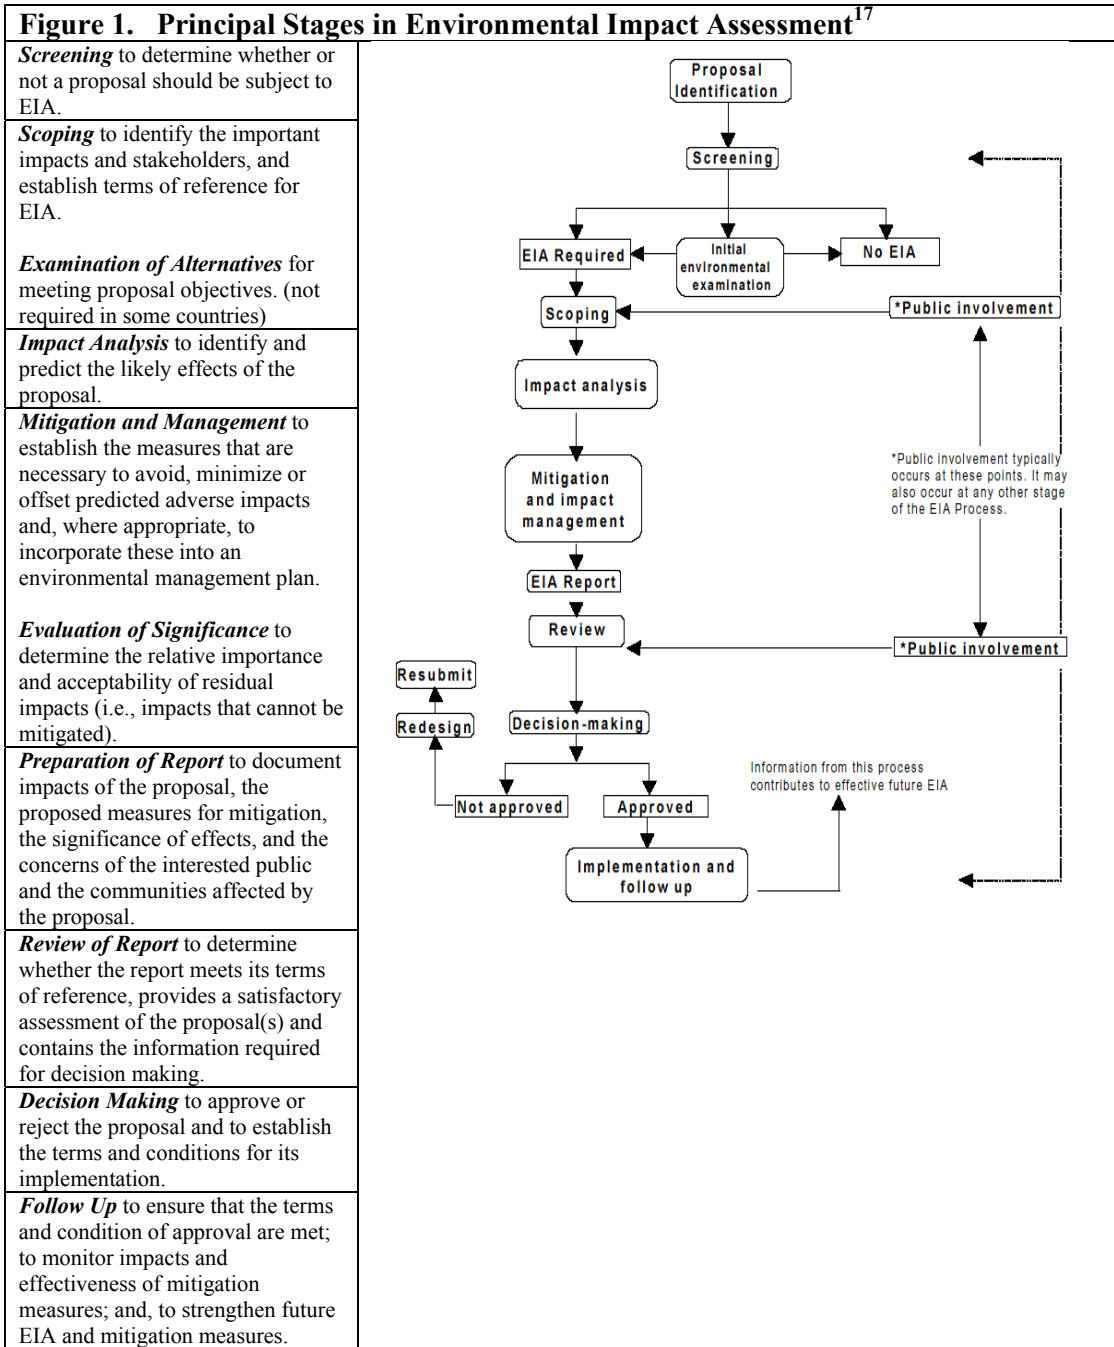 Figure 1. Principal Stages in Environmental Impact Assessment17
Screening to determine whether or
not a proposal should be subject to
EIA.
Scoping to identify the important
impacts and stakeholders, and
establish terms of reference for
EIA.
Examination of Alternatives for
meeting proposal objectives. (not
required in some countries)
Impact Analysis to identify and
predict the likely effects of the
proposal.
Mitigation and Management to
establish the measures that are
necessary to avoid, minimize or
offset predicted adverse impacts
and, where appropriate, to
incorporate these into an
environmental management plan.
Evaluation of Significance to
determine the relative importance
and acceptability of residual
impacts (i.e., impacts that cannot be
mitigated).
Preparation of Report to document
impacts of the proposal, the
proposed measures for mitigation,
the significance of effects, and the
concerns of the interested public
and the communities affected by
the proposal.
Review of Report to determine
whether the report meets its terms
of reference, provides a satisfactory
assessment of the proposal(s) and
contains the information required
for decision making.
Decision Making to approve or
reject the proposal and to establish
the terms and conditions for its
implementation.
Follow Up to ensure that the terms
and condition of approval are met;
to monitor impacts and
effectiveness of mitigation
measures; and, to strengthen future
EIA and mitigation measures.
Proposal
Identification
Screening
EIA Required
Initial
environmental
examination
No EIA
Scoping
*Public involvement
Impact analysis
Mitigation
and impact
management
*Public involvement typically
occurs at these points. It may
also occur at any other stage
of the EIA Process.
EIA Report
Review
*Public involvement
Resubmit
Redesign
Decision-making
Not approved
Approved
Information from this process
contributes to effective future EIA
Implementation and
follow up